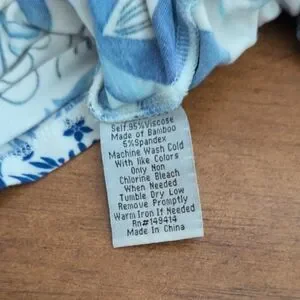 Self:95%Viscose
Made of Bamboo
5%Spandex
Machine Wash Cold
With like Colors
Only Non
Chlorine Bleach
When Needed
Tumble Dry Low
Remove Promptly
Warm Iron If Needed
Rn#149414
Made In China